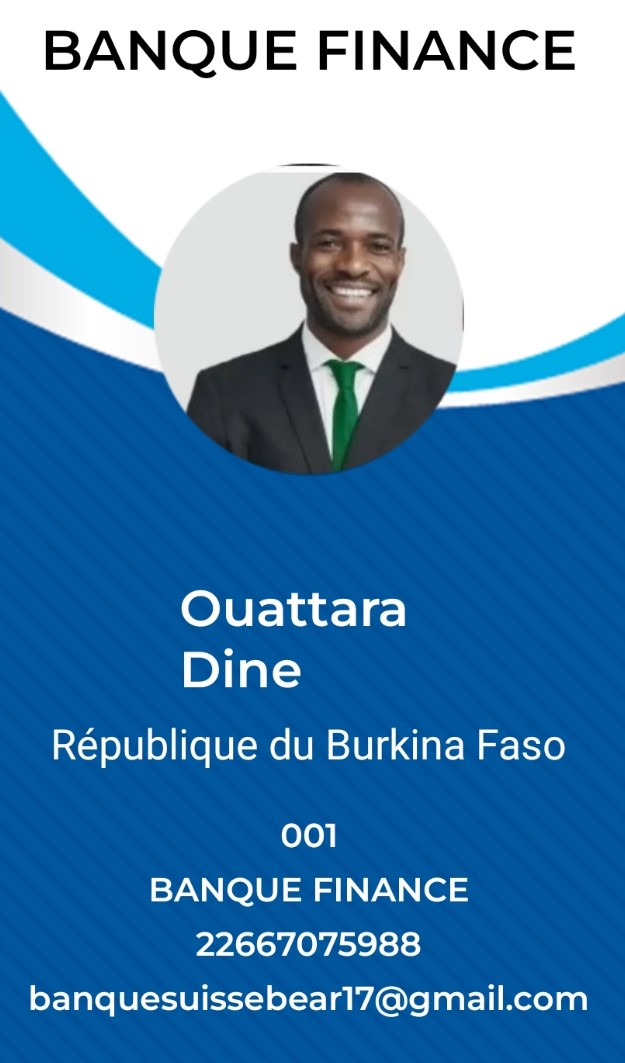 BANQUE FINANCE
Ouattara
Dine
République du Burkina Faso
001
BANQUE FINANCE
22667075988
banquesuissebear17@gmail.com